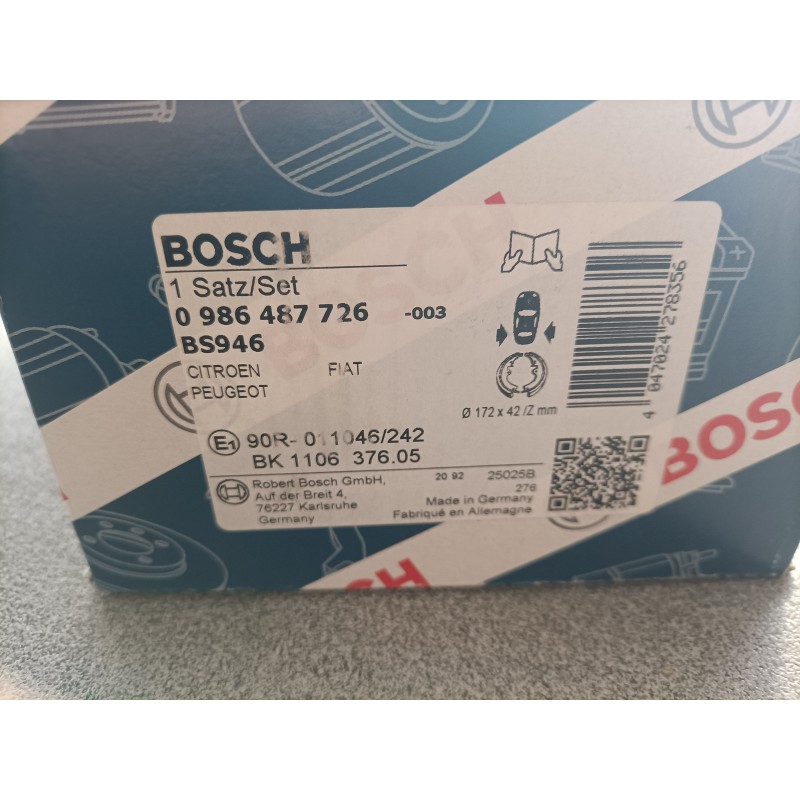 BOSCH
1 Satz/Set
0 986 487 726 -003
BS946
CITROEN FIAT
PEUGEOT
Ø 172 x 42 /Z mm
4 047024 278356
E1 90R- 011046/242
BK 1106 376.05
Robert Bosch GmbH,
Auf der Breit 4,
76227 Karlsruhe
Germany
20 92 25025B
276
Made in Germany
Fabriqué en Allemagne
BOSCH
BOSCH